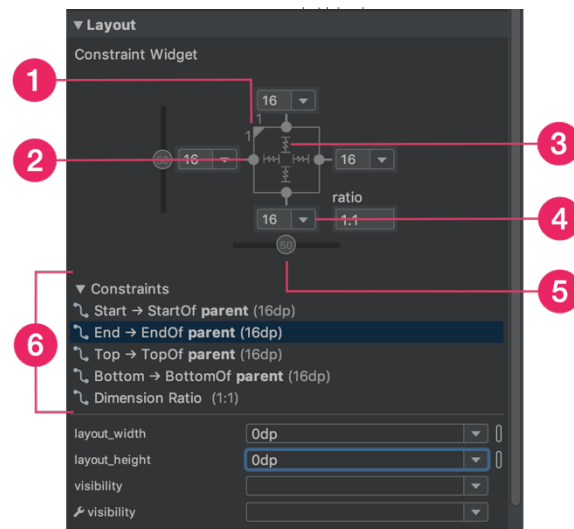 ▼ Layout
Constraint Widget
1
16
1
1
3
2
50
16
16
ratio
16
1:1
4
50
5
6
▼ Constraints
Start → StartOf parent (16dp)
End → EndOf parent (16dp)
Top → TopOf parent (16dp)
Bottom → BottomOf parent (16dp)
Dimension Ratio (1:1)
layout_width 0dp
layout_height 0dp
visibility
visibility